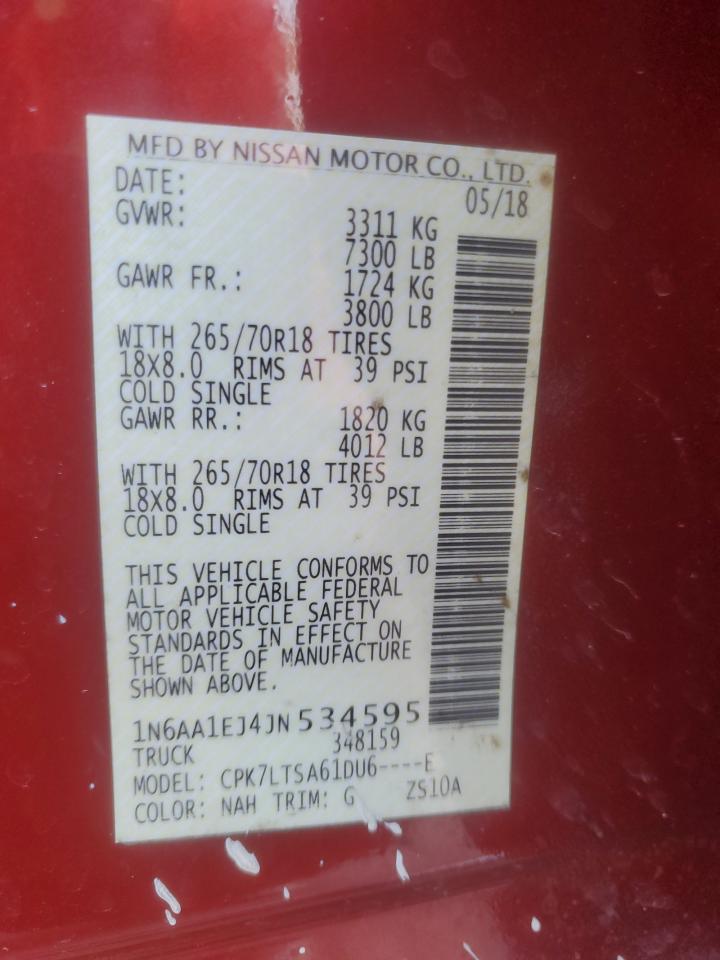 MFD BY NISSAN MOTOR CO., LTD.
DATE: 05/18
GVWR: 3311 KG
7300 LB
GAWR FR.: 1724 KG
3800 LB
WITH 265/70R18 TIRES
18X8.0 RIMS AT 39 PSI
COLD SINGLE
GAWR RR.: 1820 KG
4012 LB
WITH 265/70R18 TIRES
18X8.0 RIMS AT 39 PSI
COLD SINGLE
THIS VEHICLE CONFORMS TO
ALL APPLICABLE FEDERAL
MOTOR VEHICLE SAFETY
STANDARDS IN EFFECT ON
THE DATE OF MANUFACTURE
SHOWN ABOVE.
1N6AA1EJ4JN534595
TRUCK 348159
MODEL: CPK7LTSA61DU6----E
COLOR: NAH TRIM: G ZS10A